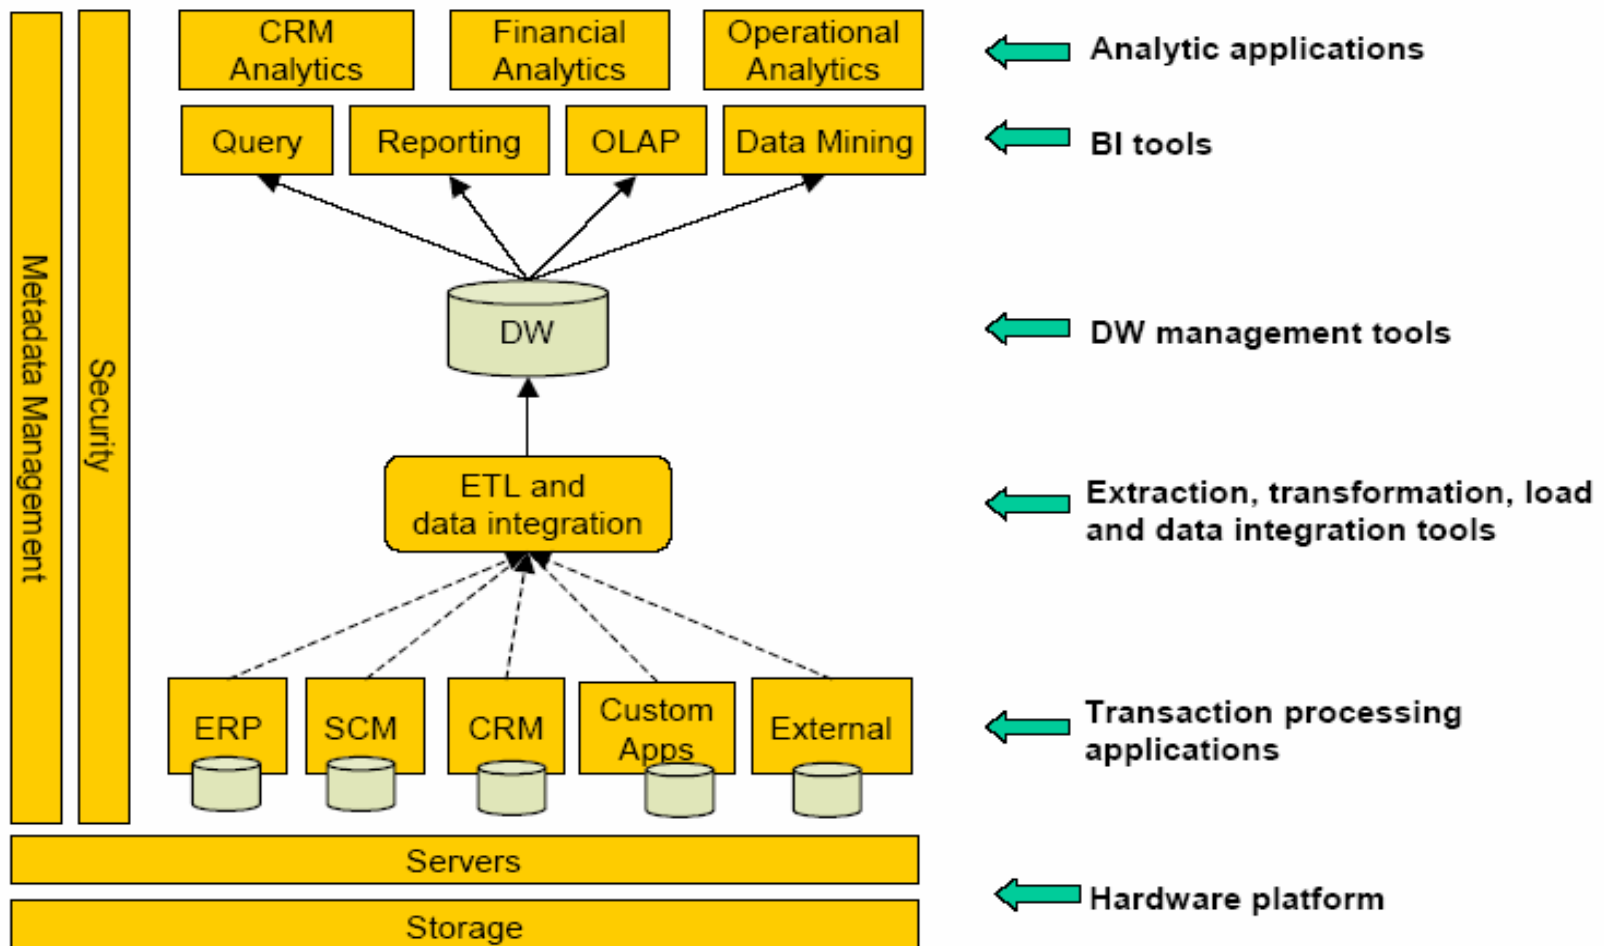 CRM
Analytics
Financial
Analytics
Operational
Analytics
Analytic applications
Query
Reporting
OLAP
Data Mining
BI tools
DW
DW management tools
Metadata Management
Security
ETL and
data integration
Extraction, transformation, load
and data integration tools
ERP
SCM
CRM
Custom
Apps
External
Transaction processing
applications
Servers
Storage
Hardware platform